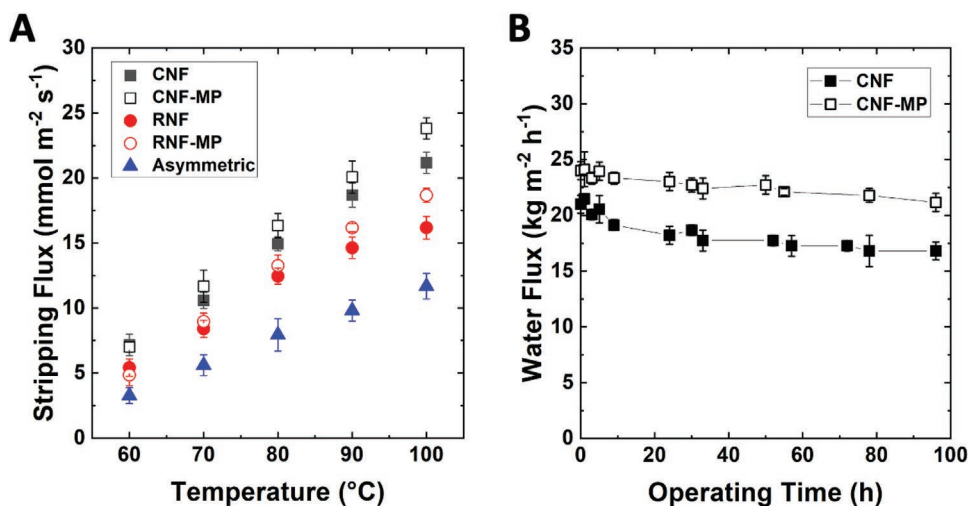 A
Stripping Flux (mmol m⁻² s⁻¹)
30
25
20
15
10
5
0
CNF
CNF-MP
RNF
RNF-MP
Asymmetric
60 70 80 90 100
Temperature (°C)
B
Water Flux (kg m⁻² h⁻¹)
35
30
25
20
15
10
5
0
CNF
CNF-MP
0 20 40 60 80 100
Operating Time (h)